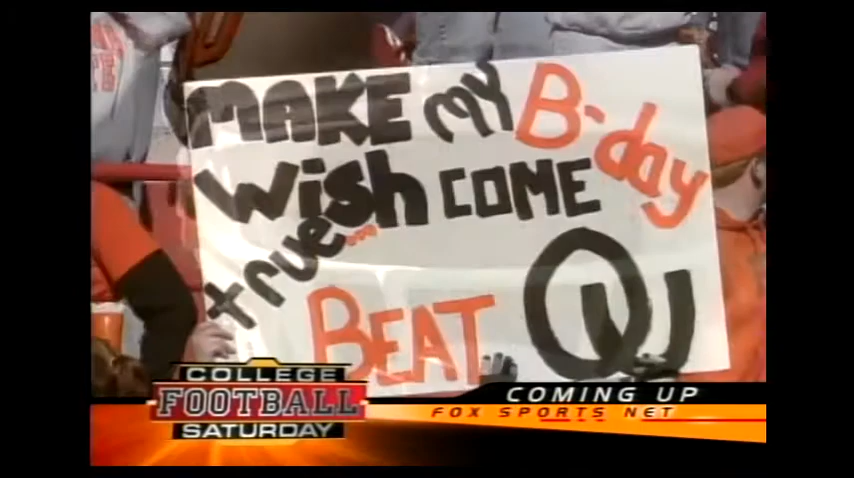 MAKE MY B-day
Wish COME
true...
BEAT OU
COLLEGE
FOOTBALL
SATURDAY
COMING UP
FOX SPORTS NET